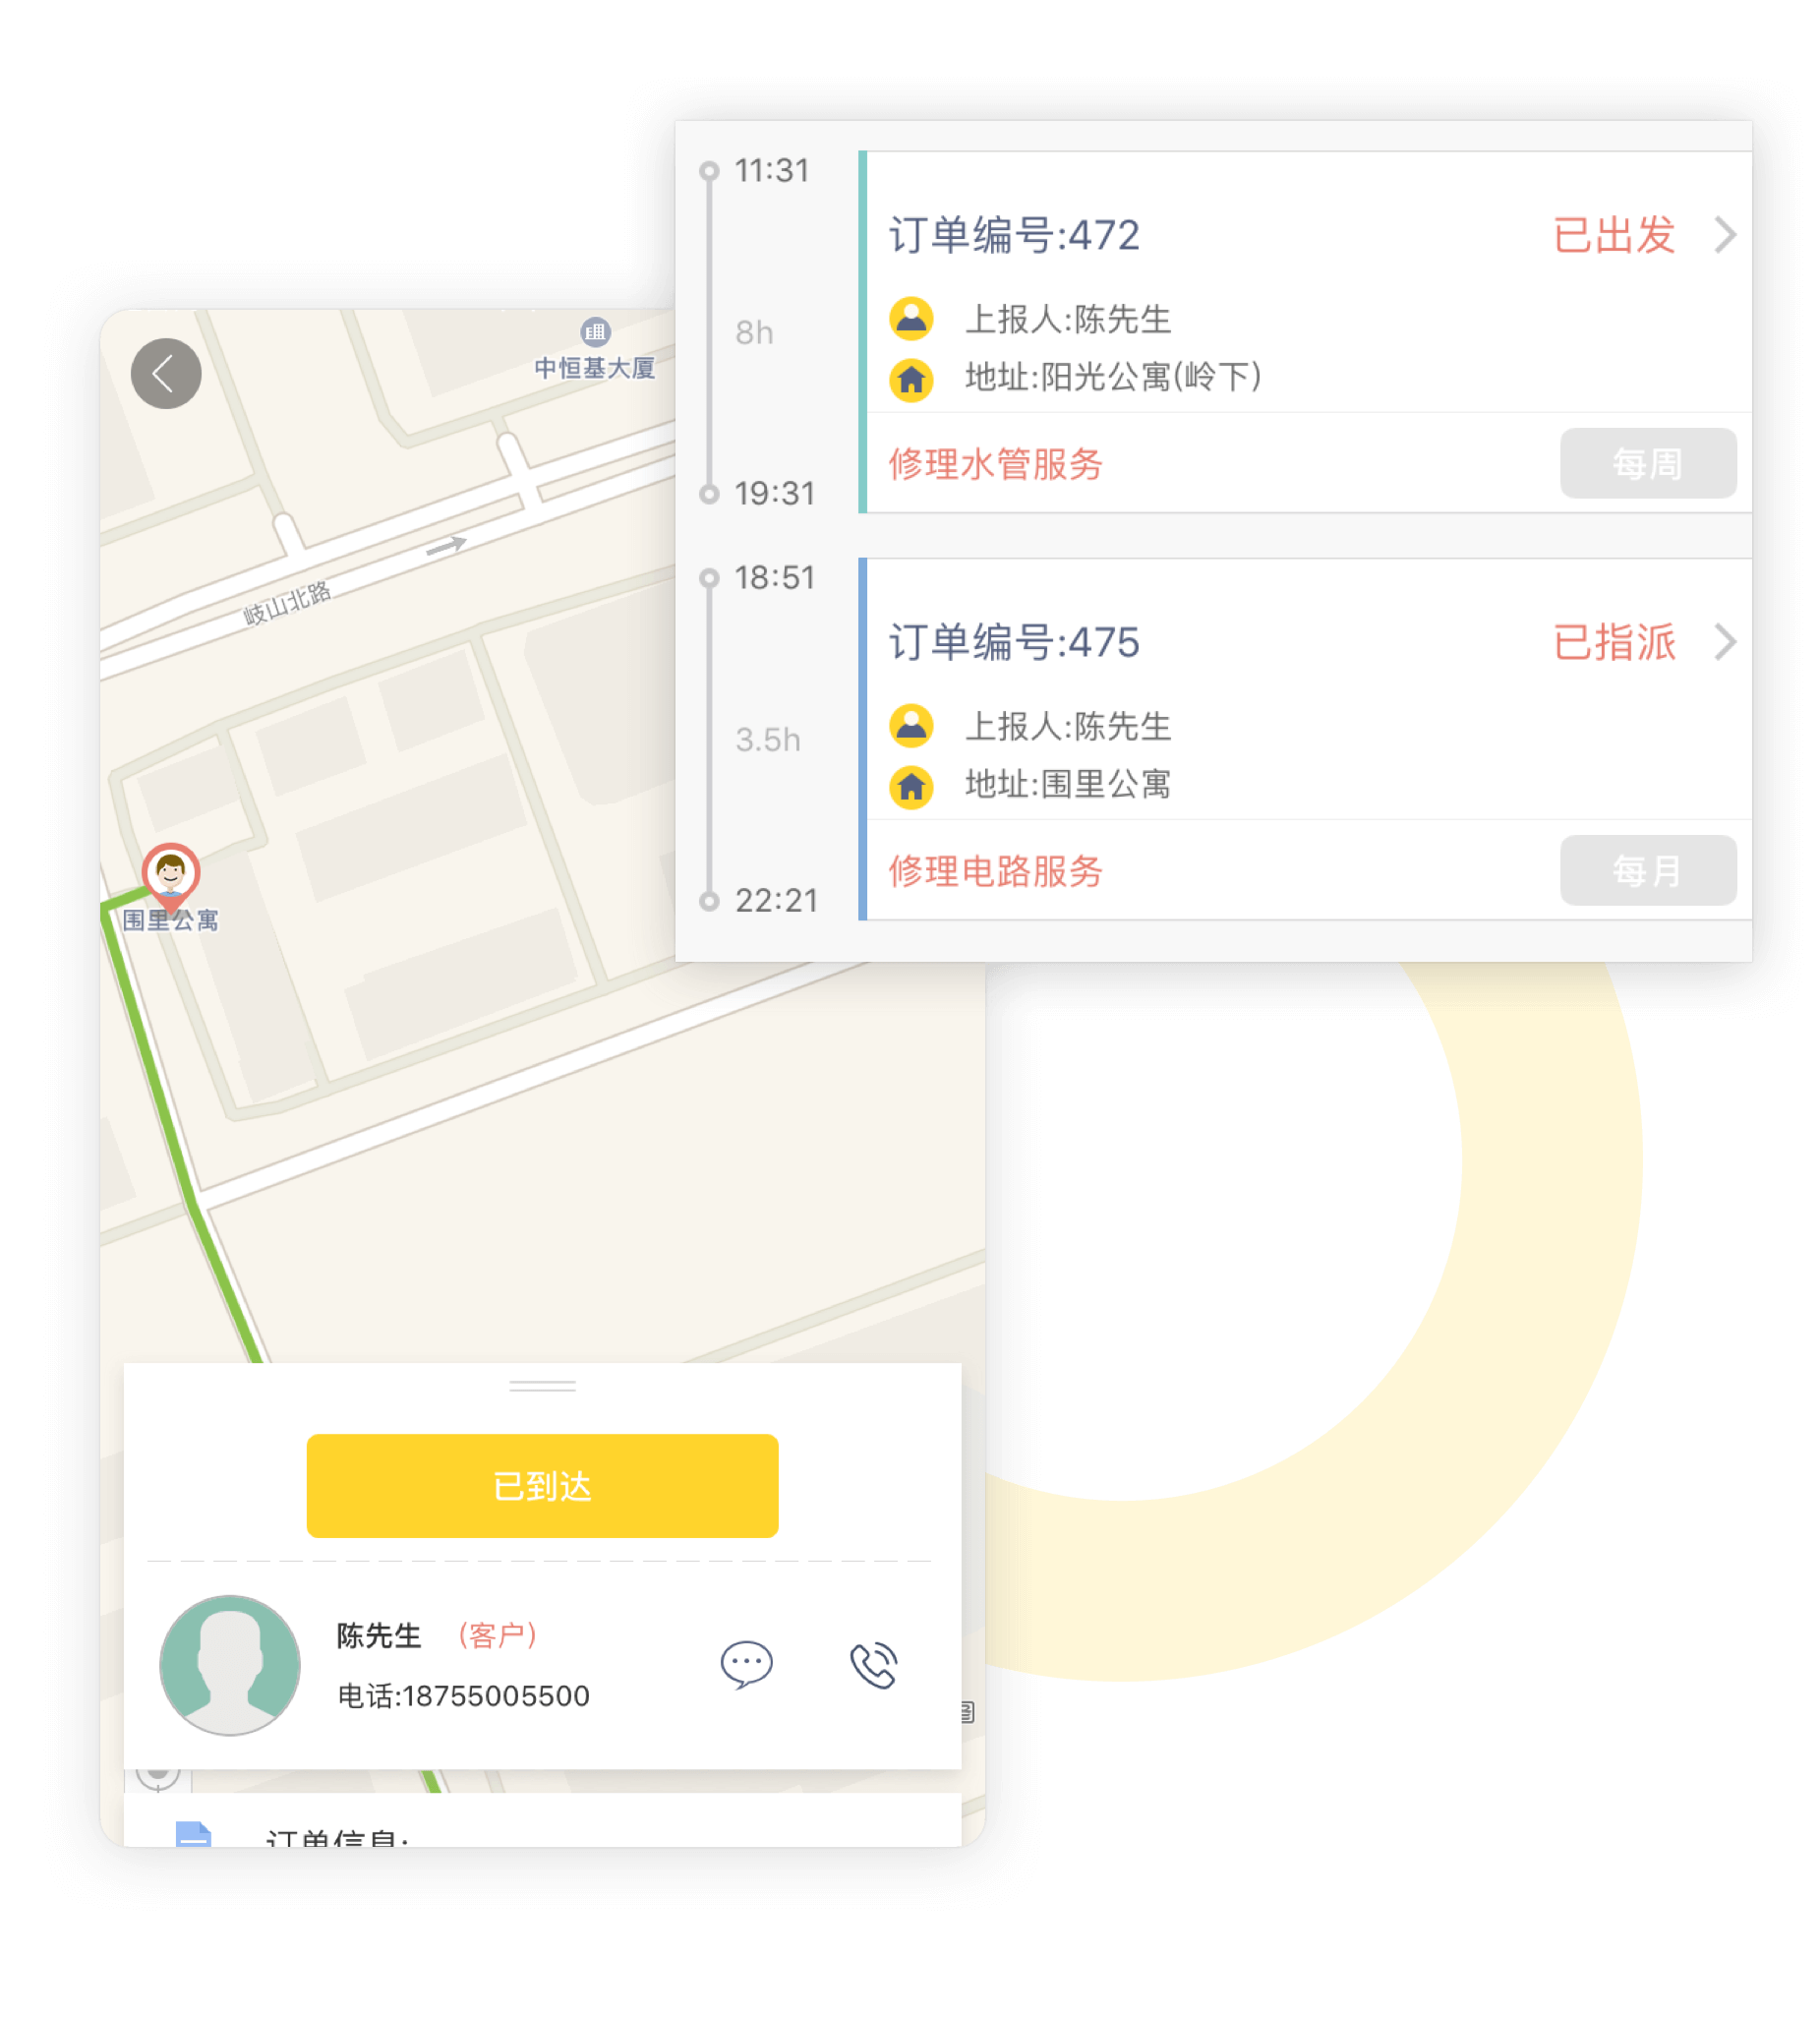 11:31
订单编号:472
已出发
8h
上报人:陈先生
地址:阳光公寓(岭下)
修理水管服务
每周
19:31
18:51
订单编号:475
已指派
3.5h
上报人:陈先生
地址:围里公寓
修理电路服务
每月
22:21
中恒基大厦
岐山北路
围里公寓
已到达
陈先生
(客户)
电话:18755005500
订单信息: